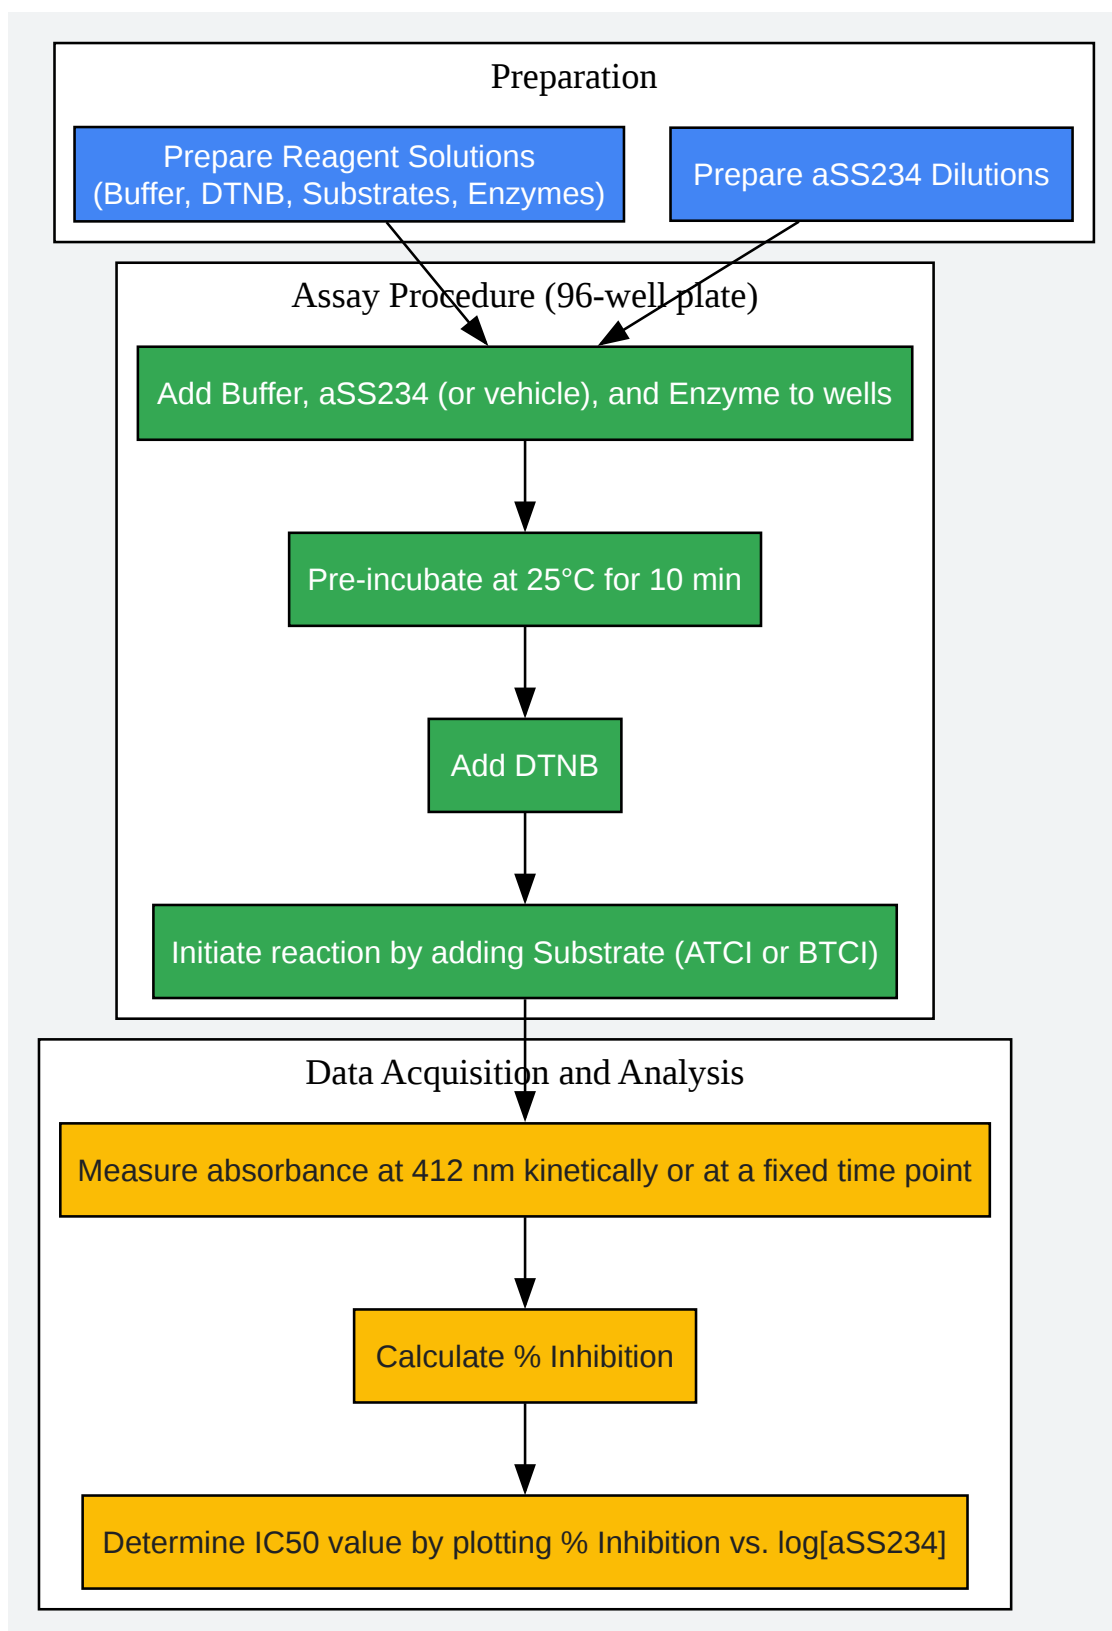 Preparation
Prepare Reagent Solutions
(Buffer, DTNB, Substrates, Enzymes)
Prepare aSS234 Dilutions
Assay Procedure (96-well plate)
Add Buffer, aSS234 (or vehicle), and Enzyme to wells
Pre-incubate at 25°C for 10 min
Add DTNB
Initiate reaction by adding Substrate (ATCI or BTCI)
Data Acquisition and Analysis
Measure absorbance at 412 nm kinetically or at a fixed time point
Calculate % Inhibition
Determine IC50 value by plotting % Inhibition vs. log[aSS234]